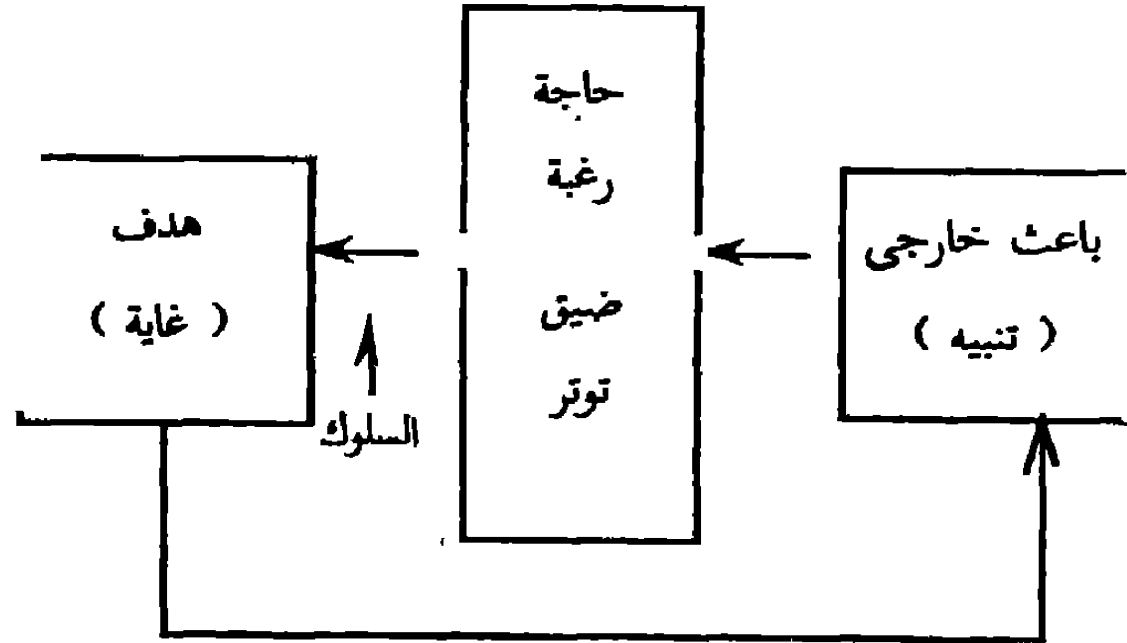 باعث خارجى
( تنبيه )
حاجة
رغبة
ضيق
توتر
السلوك
هدف
( غاية )